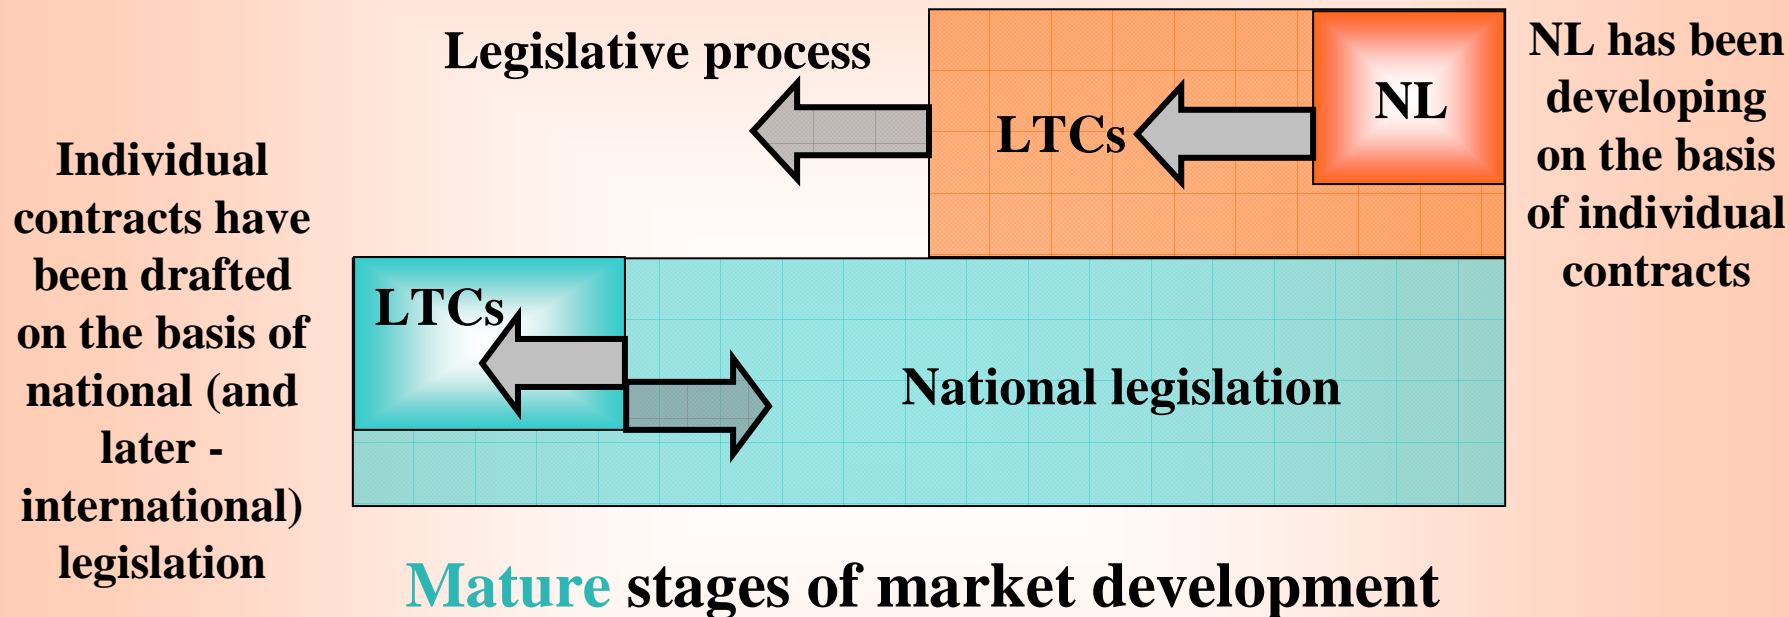 Legislative process
LTCs
NL
NL has been
developing
on the basis
of individual
contracts
Individual
contracts have
been drafted
on the basis of
national (and
later -
international)
legislation
LTCs
National legislation
Mature stages of market development